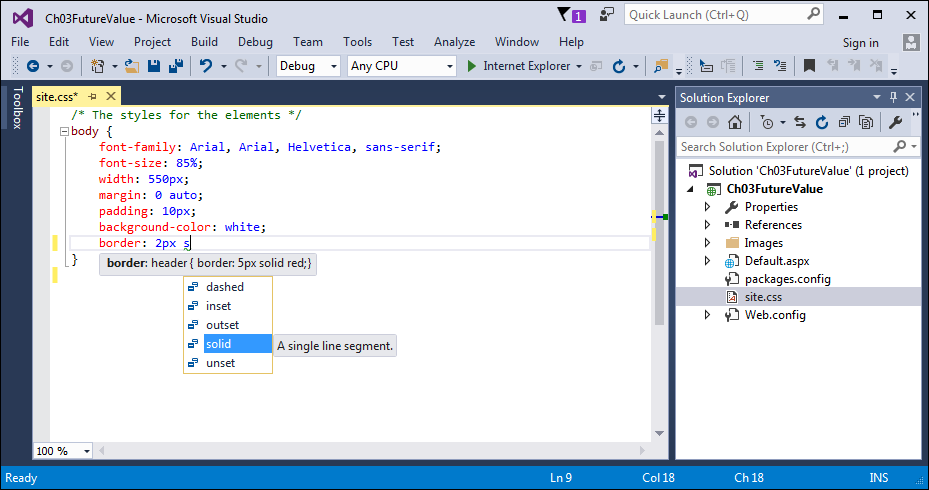 Ch03FutureValue - Microsoft Visual Studio
1
Quick Launch (Ctrl+Q)
File Edit View Project Build Debug Team Tools Test Analyze Window Help
Sign in
Debug Any CPU Internet Explorer
Toolbox
site.css*
/* The styles for the elements */
body {
font-family: Arial, Arial, Helvetica, sans-serif;
font-size: 85%;
width: 550px;
margin: 0 auto;
padding: 10px;
background-color: white;
border: 2px s
}
border: header { border: 5px solid red;}
dashed
inset
outset
solid
A single line segment.
unset
100 %
Solution Explorer
Search Solution Explorer (Ctrl+;)
Solution 'Ch03FutureValue' (1 project)
Ch03FutureValue
Properties
References
Images
Default.aspx
packages.config
site.css
Web.config
Ready Ln 9 Col 18 Ch 18 INS